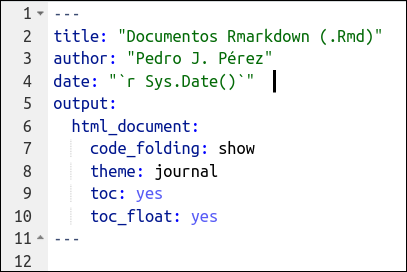 1 ---
2 title: "Documentos Rmarkdown (.Rmd)"
3 author: "Pedro J. Pérez"
4 date: "`r Sys.Date()`"
5 output:
6   html_document:
7     code_folding: show
8     theme: journal
9     toc: yes
10     toc_float: yes
11 ---
12